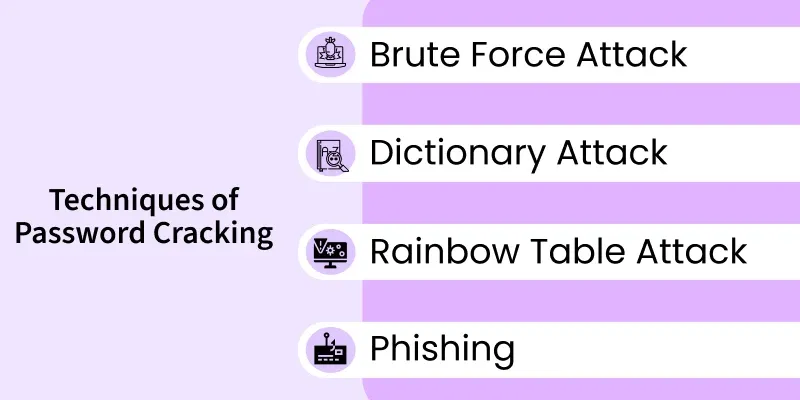 Techniques of
Password Cracking
Brute Force Attack
Dictionary Attack
Rainbow Table Attack
Phishing